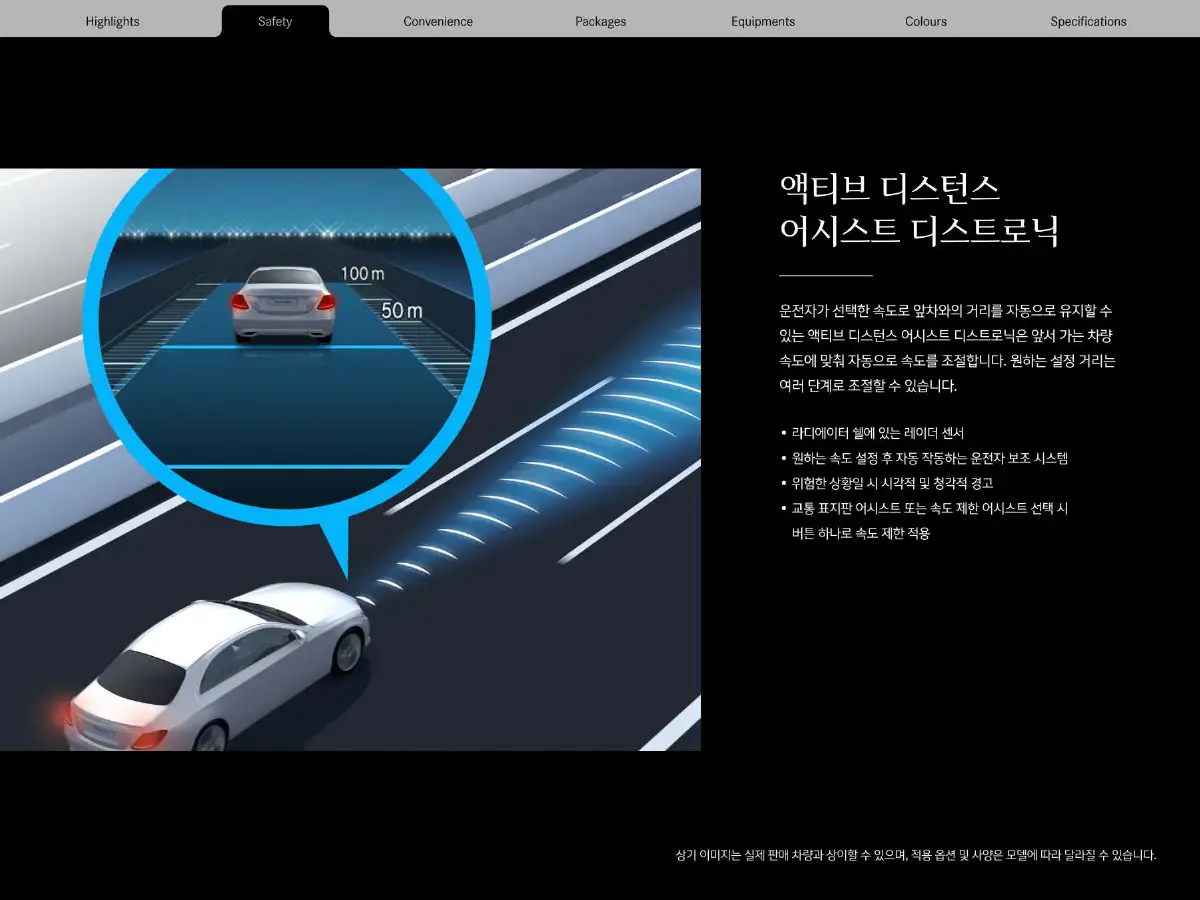 Highlights
Safety
Convenience
Packages
Equipments
Colours
Specifications
100 m
50 m
액티브 디스턴스
어시스트 디스트로닉
운전자가 선택한 속도로 앞차와의 거리를 자동으로 유지할 수
있는 액티브 디스턴스 어시스트 디스트로닉은 앞서 가는 차량
속도에 맞춰 자동으로 속도를 조절합니다. 원하는 설정 거리는
여러 단계로 조절할 수 있습니다.
• 라디에이터 쉘에 있는 레이더 센서
• 원하는 속도 설정 후 자동 작동하는 운전자 보조 시스템
• 위험한 상황일 시 시각적 및 청각적 경고
• 교통 표지판 어시스트 또는 속도 제한 어시스트 선택 시
버튼 하나로 속도 제한 적용
상기 이미지는 실제 판매 차량과 상이할 수 있으며, 적용 옵션 및 사양은 모델에 따라 달라질 수 있습니다.